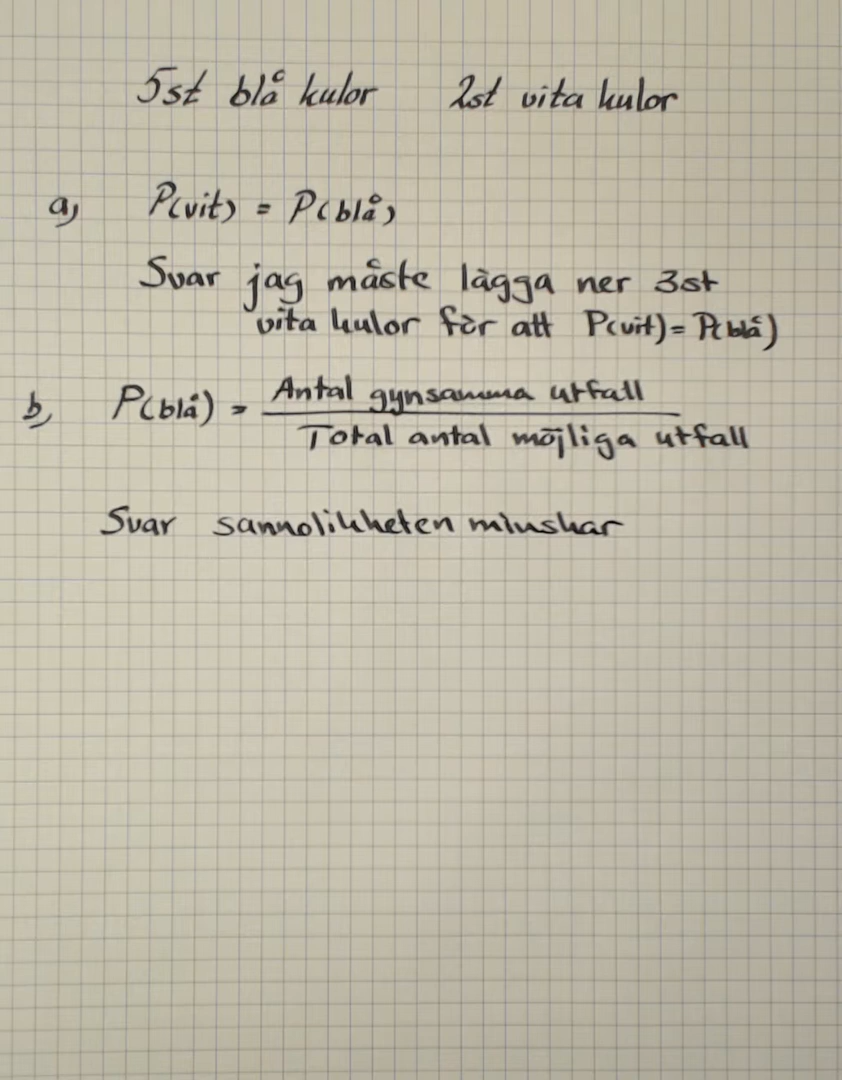 5st blå kulor 2st vita kulor
a) P(vit) = P(blå)
Svar jag måste lägga ner 3st
vita kulor för att P(vit) = P(blå)
b) P(blå) = Antal gynsamma utfall
Total antal möjliga utfall
Svar sannolikheten minskar